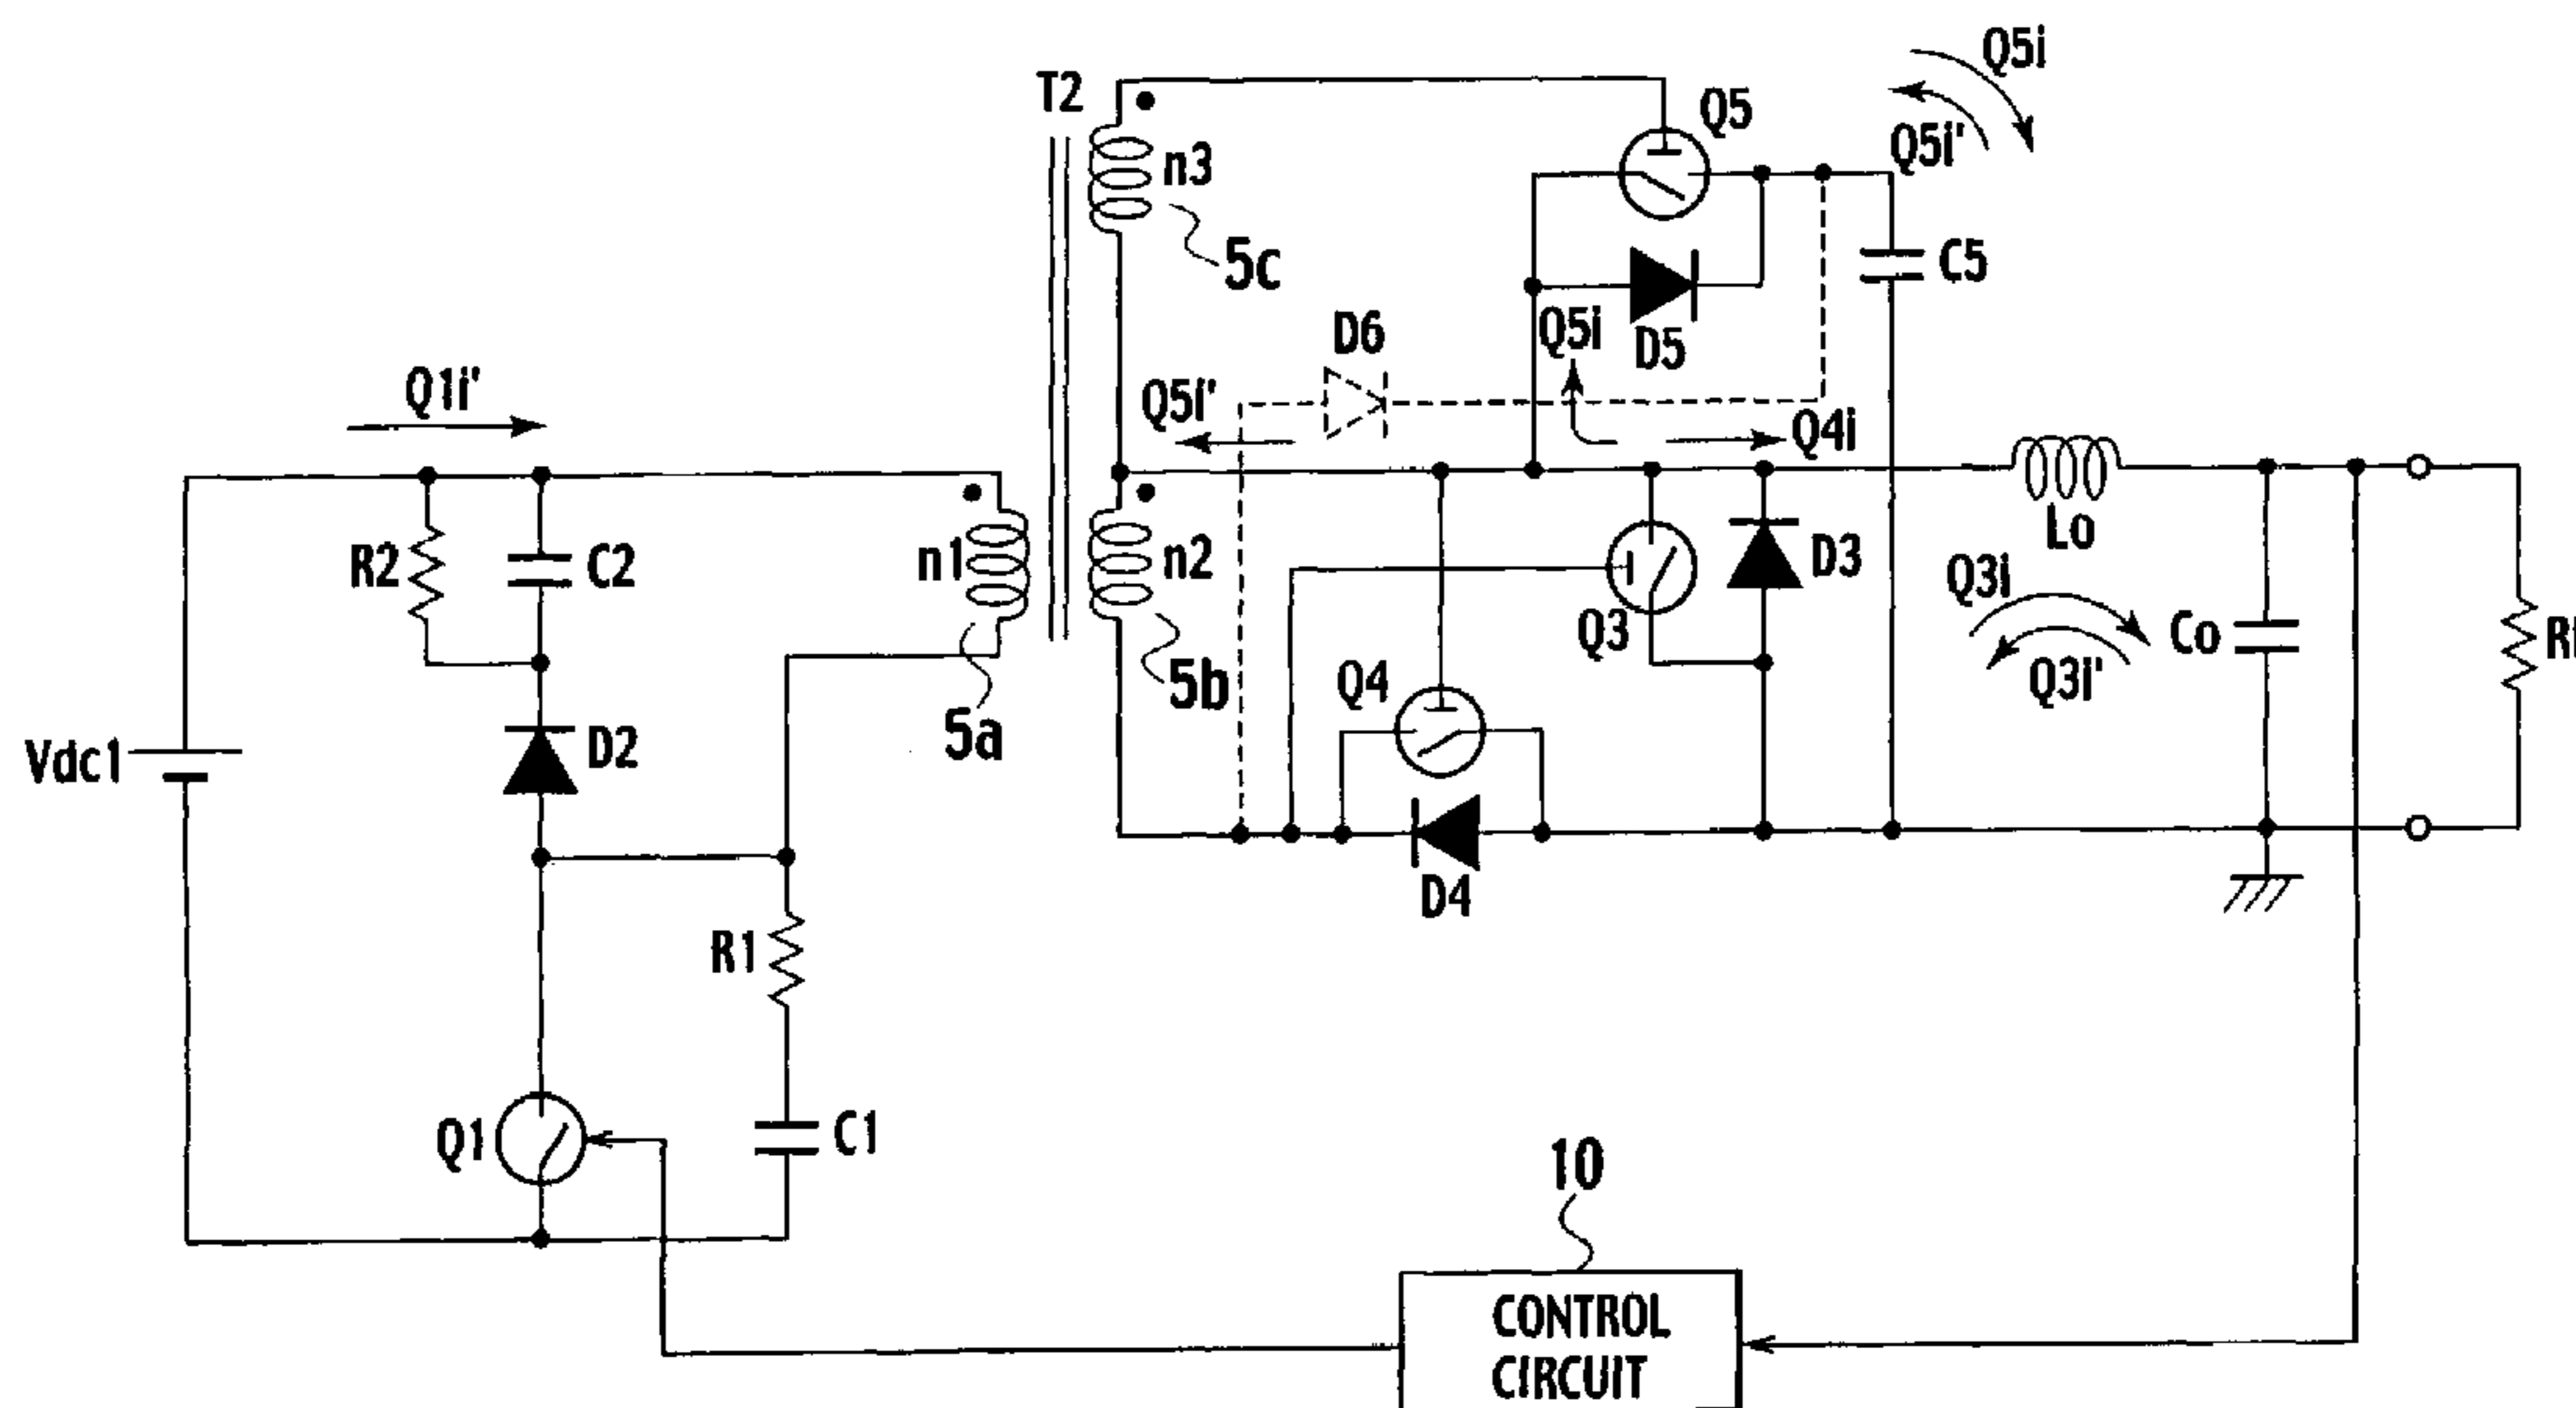 Q5i
T2
Q5
Q5i'
n3
5c
C5
D6
Q5i
D5
Q1i'
Q5i'
Q4i
R2
C2
n1
n2
Lo
D3
Q3i
Q3
Co
Q3i'
Q4
5b
5a
Vdc1
D2
D4
R1
Q1
C1
10
CONTROL
CIRCUIT